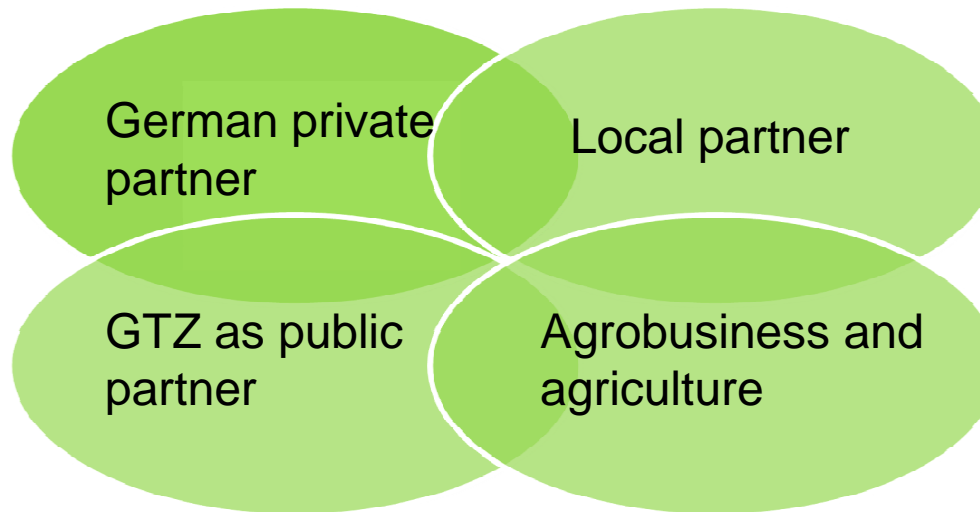 German private
partner
Local partner
GTZ as public
partner
Agrobusiness and
agriculture